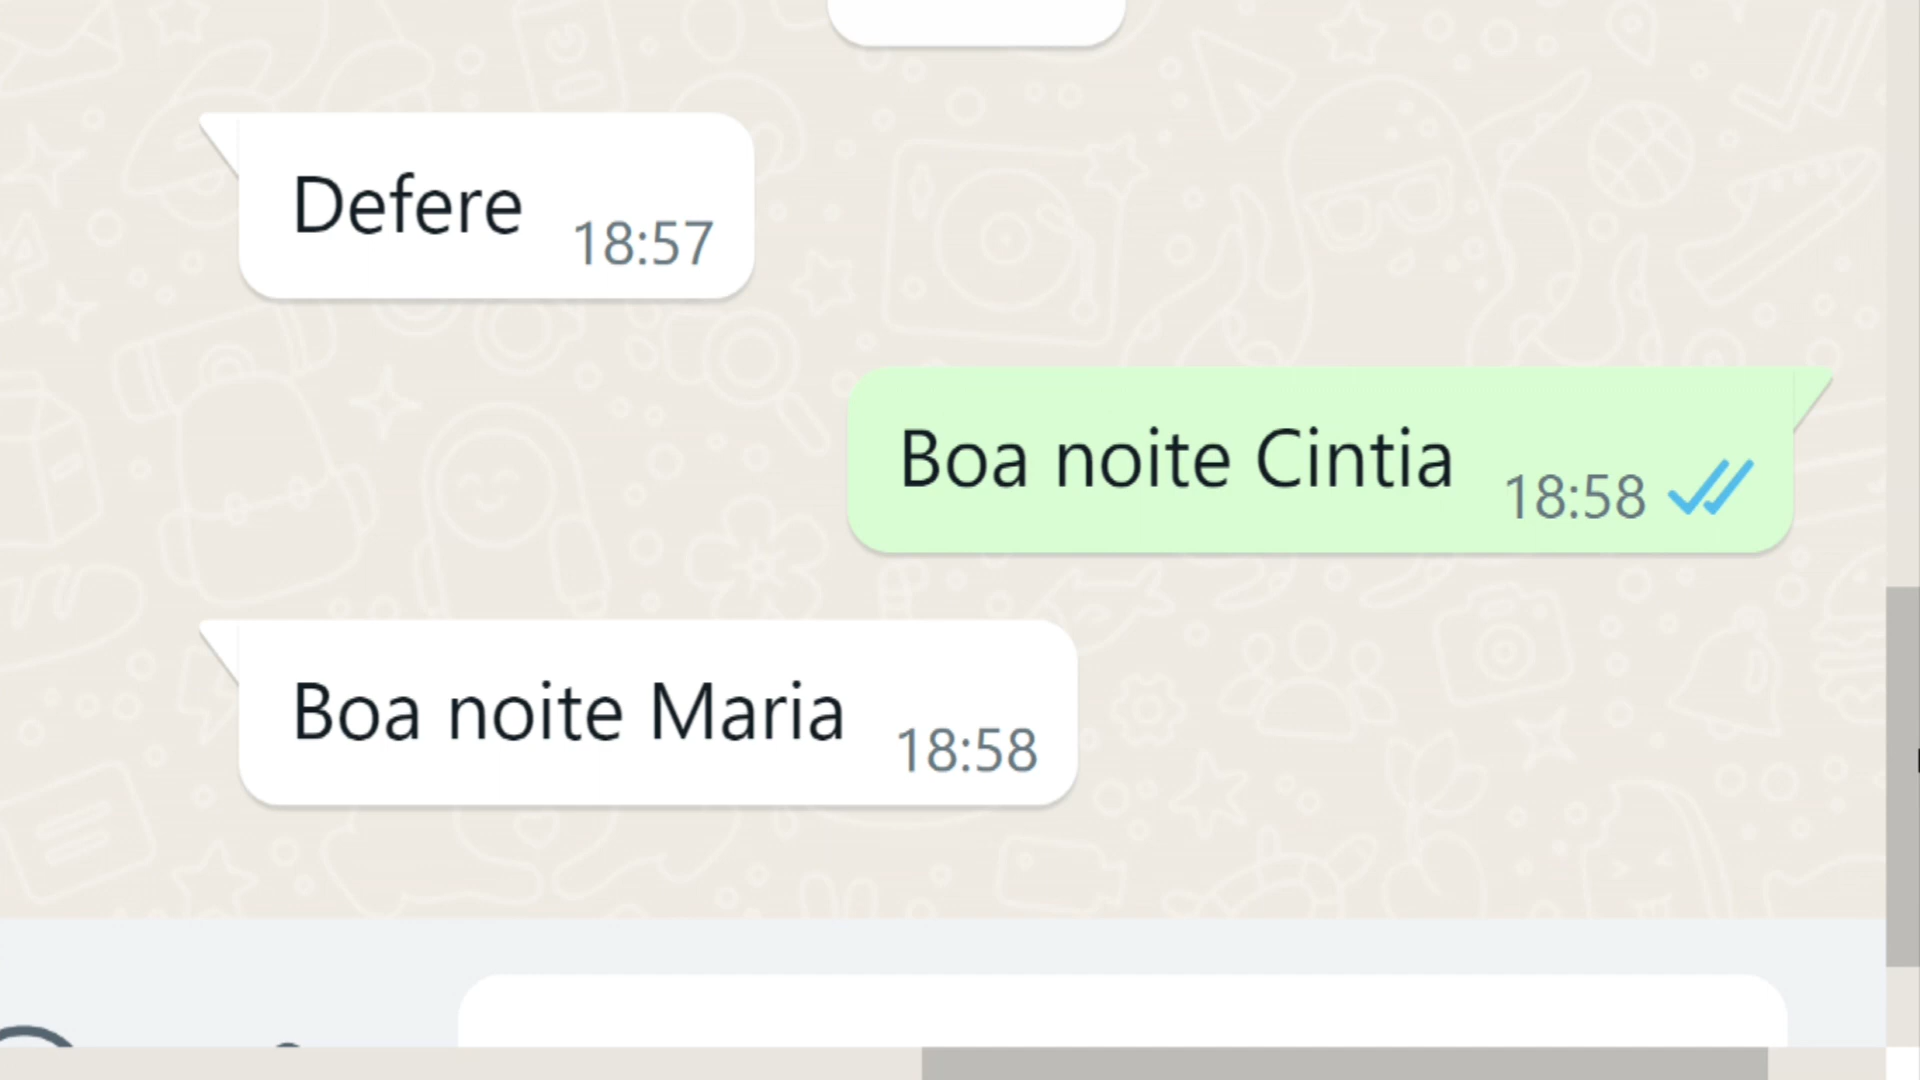 Defere
18:57
Boa noite Cintia
18:58
Boa noite Maria
18:58